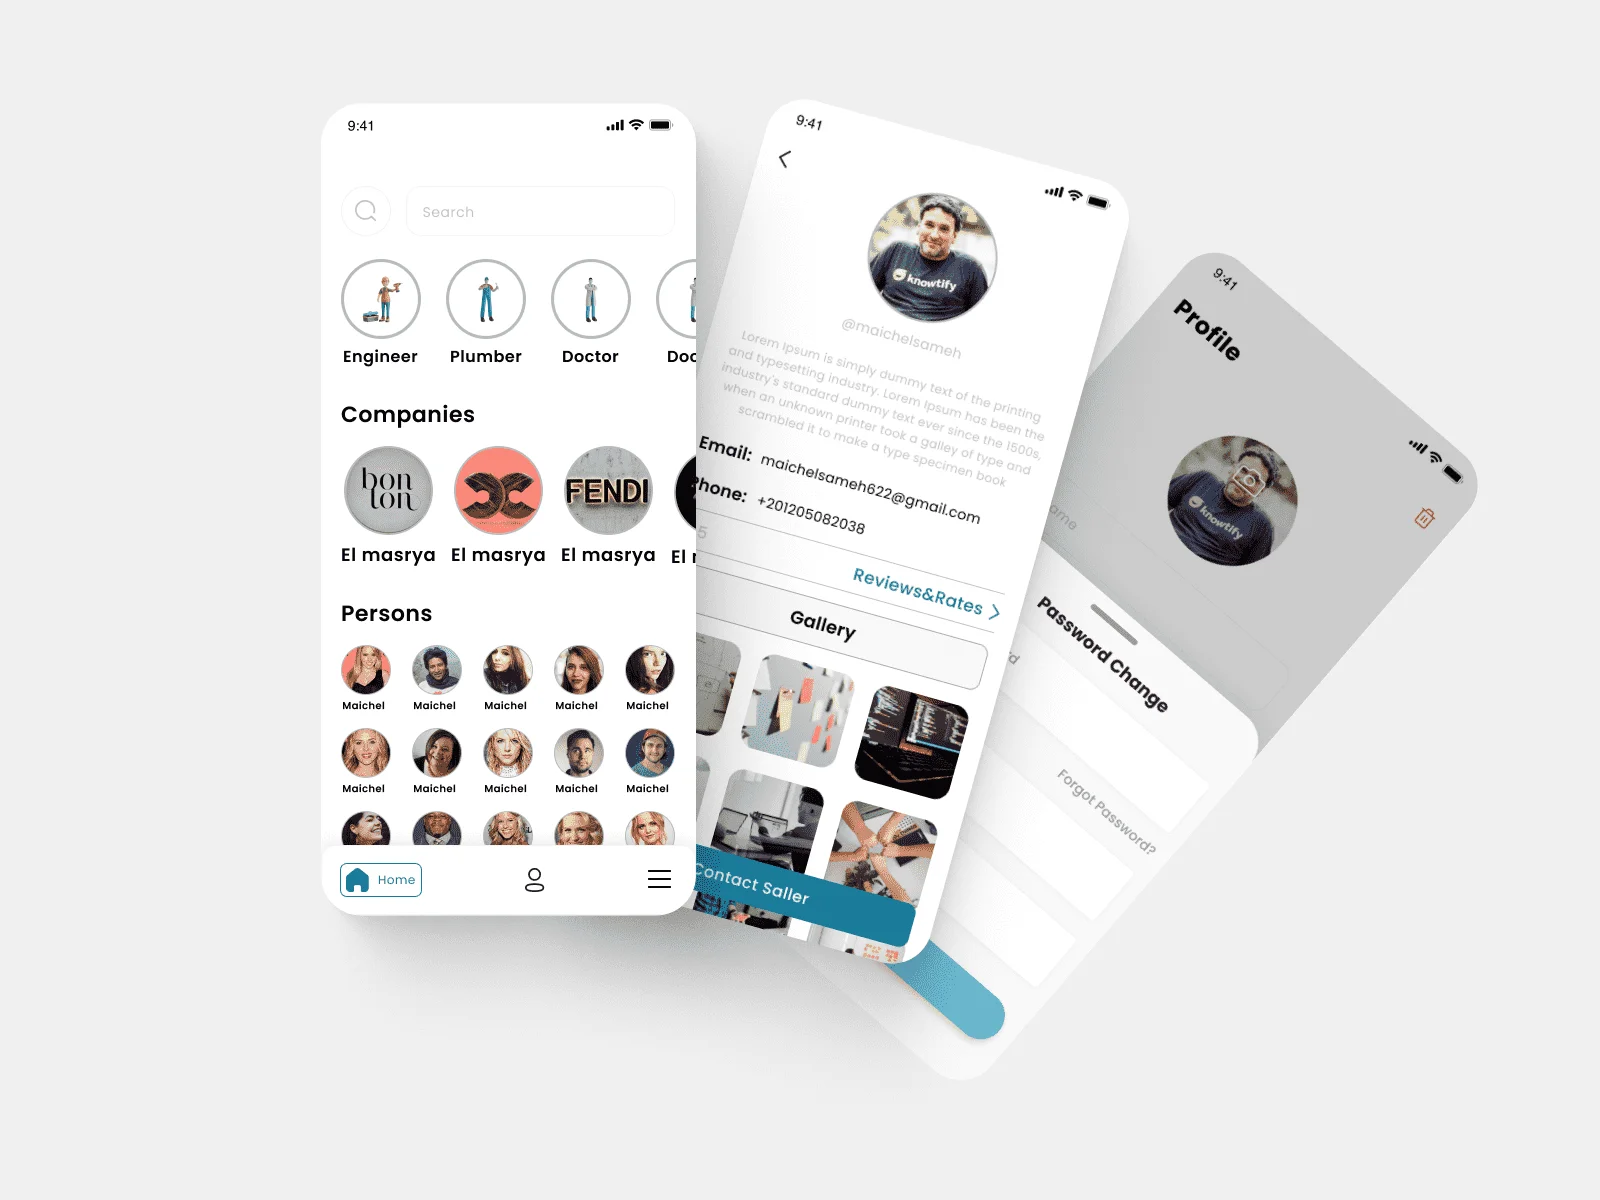 9:41
Search
Engineer
Plumber
Doctor
Doc
Companies
bon
ton
FENDI
El masrya
El masrya
El masrya
El m
Persons
Maichel
Maichel
Maichel
Maichel
Maichel
Maichel
Maichel
Maichel
Maichel
Maichel
Home
9:41
knowtify
@maichelsameh
Lorem Ipsum is simply dummy text of the printing
and typesetting industry. Lorem Ipsum has been the
industry's standard dummy text ever since the 1500s,
when an unknown printer took a galley of type and
scrambled it to make a type specimen book
Email: maichelsameh622@gmail.com
Phone: +201205082038
5
Reviews&Rates
Gallery
Contact Saller
9:41
Profile
knowtify
ame
Password Change
rd
Forgot Password?